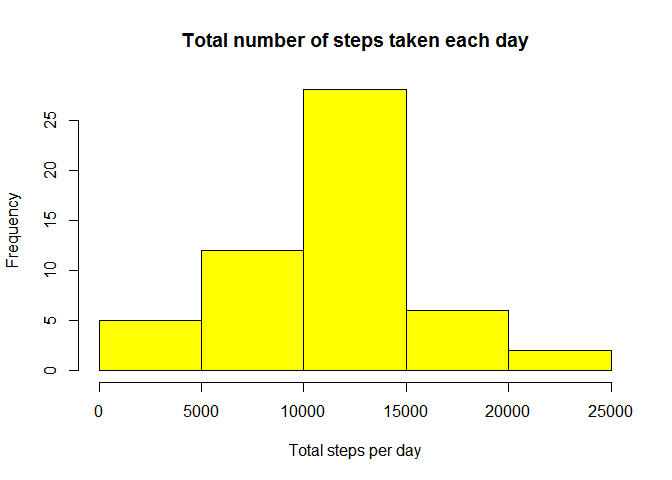 Total number of steps taken each day
Frequency
25
20
15
10
5
0
0 5000 10000 15000 20000 25000
Total steps per day